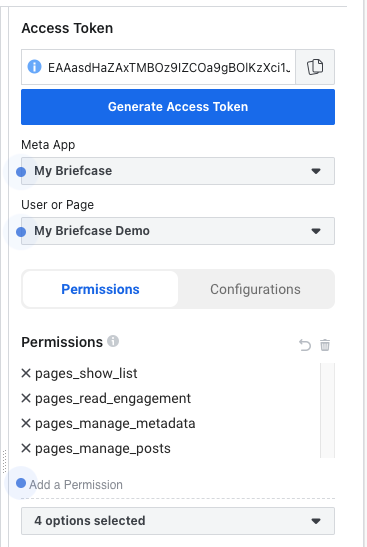 Access Token
EAAasdHaZAxTMBOz9IZCOa9gBOlKzXci1.
Generate Access Token
Meta App
My Briefcase
User or Page
My Briefcase Demo
Permissions Configurations
Permissions
pages_show_list
pages_read_engagement
pages_manage_metadata
pages_manage_posts
Add a Permission
4 options selected